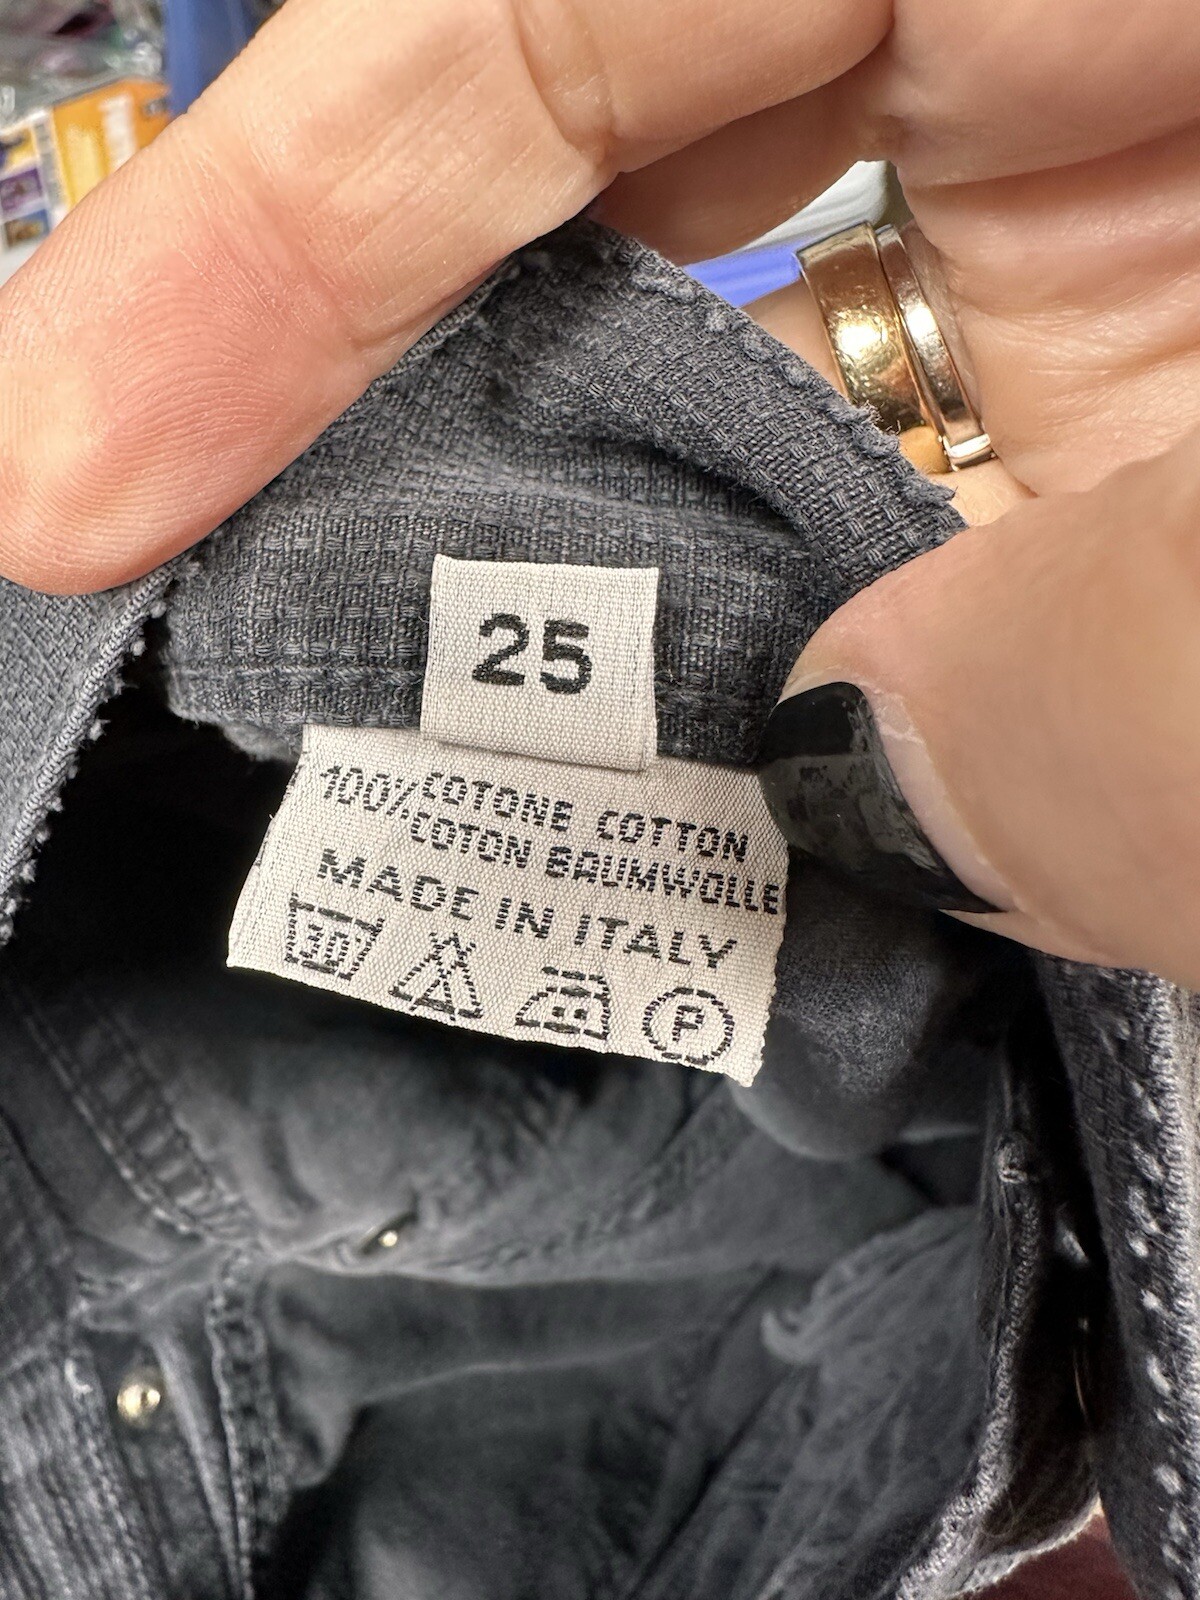 25
100% COTONE COTTON
COTON BAUMWOLLE
MADE IN ITALY
30°
P